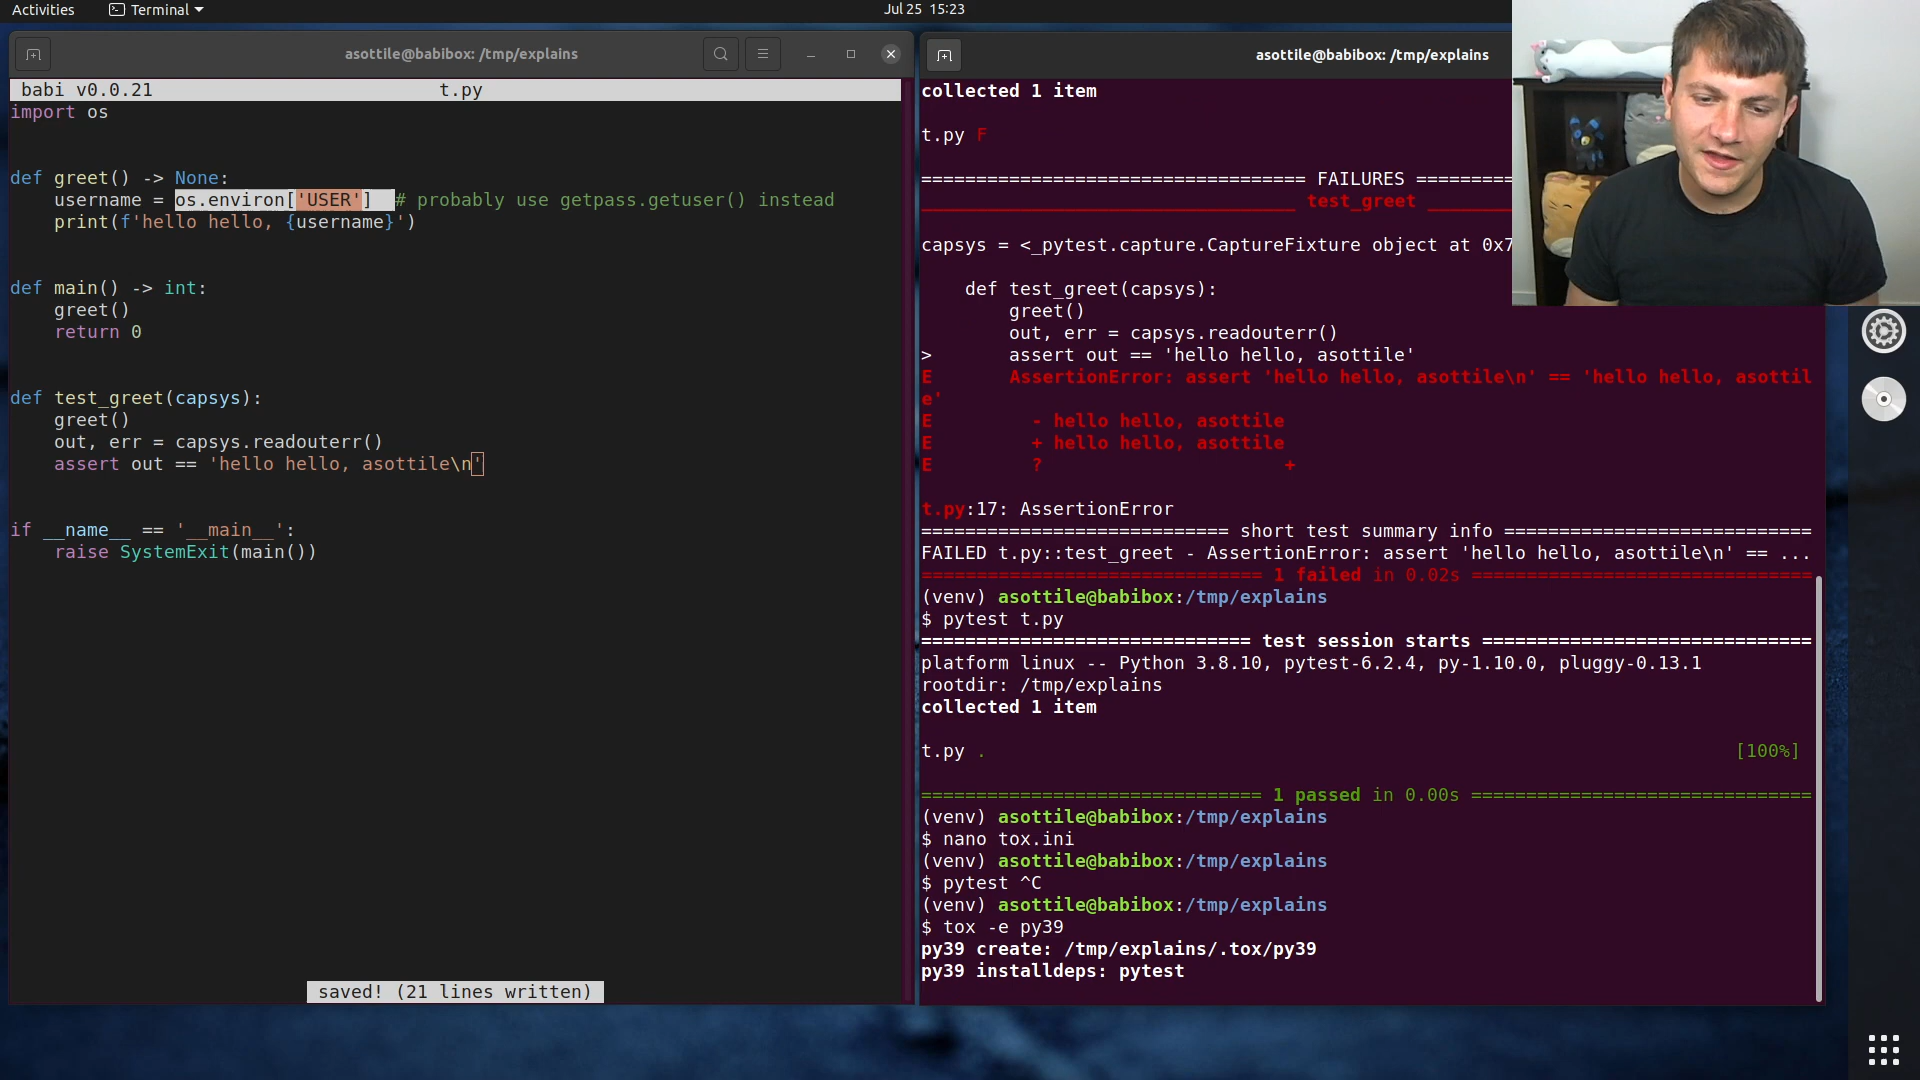 Activities
Terminal
Jul 25 15:23
asottile@babibox: /tmp/explains
babi v0.0.21 t.py
import os
def greet() -> None:
    username = os.environ['USER']  # probably use getpass.getuser() instead
    print(f'hello hello, {username}')
def main() -> int:
    greet()
    return 0
def test_greet(capsys):
    greet()
    out, err = capsys.readouterr()
    assert out == 'hello hello, asottile\n'
if __name__ == '__main__':
    raise SystemExit(main())
saved! (21 lines written)
asottile@babibox: /tmp/explains
collected 1 item
t.py F
=================================== FAILURES =========
__________________________________ test_greet ________
capsys = <_pytest.capture.CaptureFixture object at 0x7
    def test_greet(capsys):
        greet()
        out, err = capsys.readouterr()
>       assert out == 'hello hello, asottile'
E       AssertionError: assert 'hello hello, asottile\n' == 'hello hello, asottil
e'
E         - hello hello, asottile
E         + hello hello, asottile
E         ?                      +
t.py:17: AssertionError
============================ short test summary info ============================
FAILED t.py::test_greet - AssertionError: assert 'hello hello, asottile\n' == ...
=============================== 1 failed in 0.02s ===============================
(venv) asottile@babibox:/tmp/explains
$ pytest t.py
============================== test session starts ==============================
platform linux -- Python 3.8.10, pytest-6.2.4, py-1.10.0, pluggy-0.13.1
rootdir: /tmp/explains
collected 1 item
t.py . [100%]
=============================== 1 passed in 0.00s ===============================
(venv) asottile@babibox:/tmp/explains
$ nano tox.ini
(venv) asottile@babibox:/tmp/explains
$ pytest ^C
(venv) asottile@babibox:/tmp/explains
$ tox -e py39
py39 create: /tmp/explains/.tox/py39
py39 installdeps: pytest